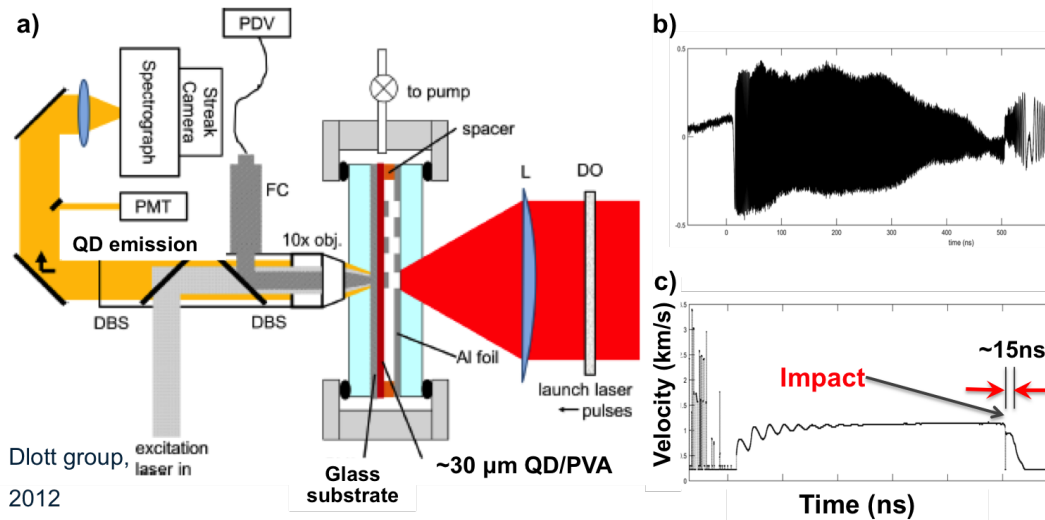 a)
PDV
Spectrograph
Streak
Camera
to pump
spacer
FC
L
DO
PMT
QD emission
10x obj.
DBS
DBS
Al foil
launch laser
pulses
excitation
laser in
Dlott group,
2012
Glass
substrate
~30 µm QD/PVA
b)
0.5
0
-0.5
0
100
200
300
400
500
time (ns)
c)
Velocity (km/s)
Impact
~15ns
Time (ns)